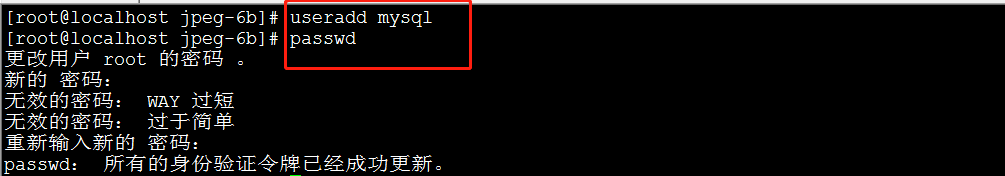 [root@localhost jpeg-6b]# useradd mysql
[root@localhost jpeg-6b]# passwd
更改用户 root 的密码 。
新的 密码：
无效的密码： WAY 过短
无效的密码： 过于简单
重新输入新的 密码：
passwd： 所有的身份验证令牌已经成功更新。